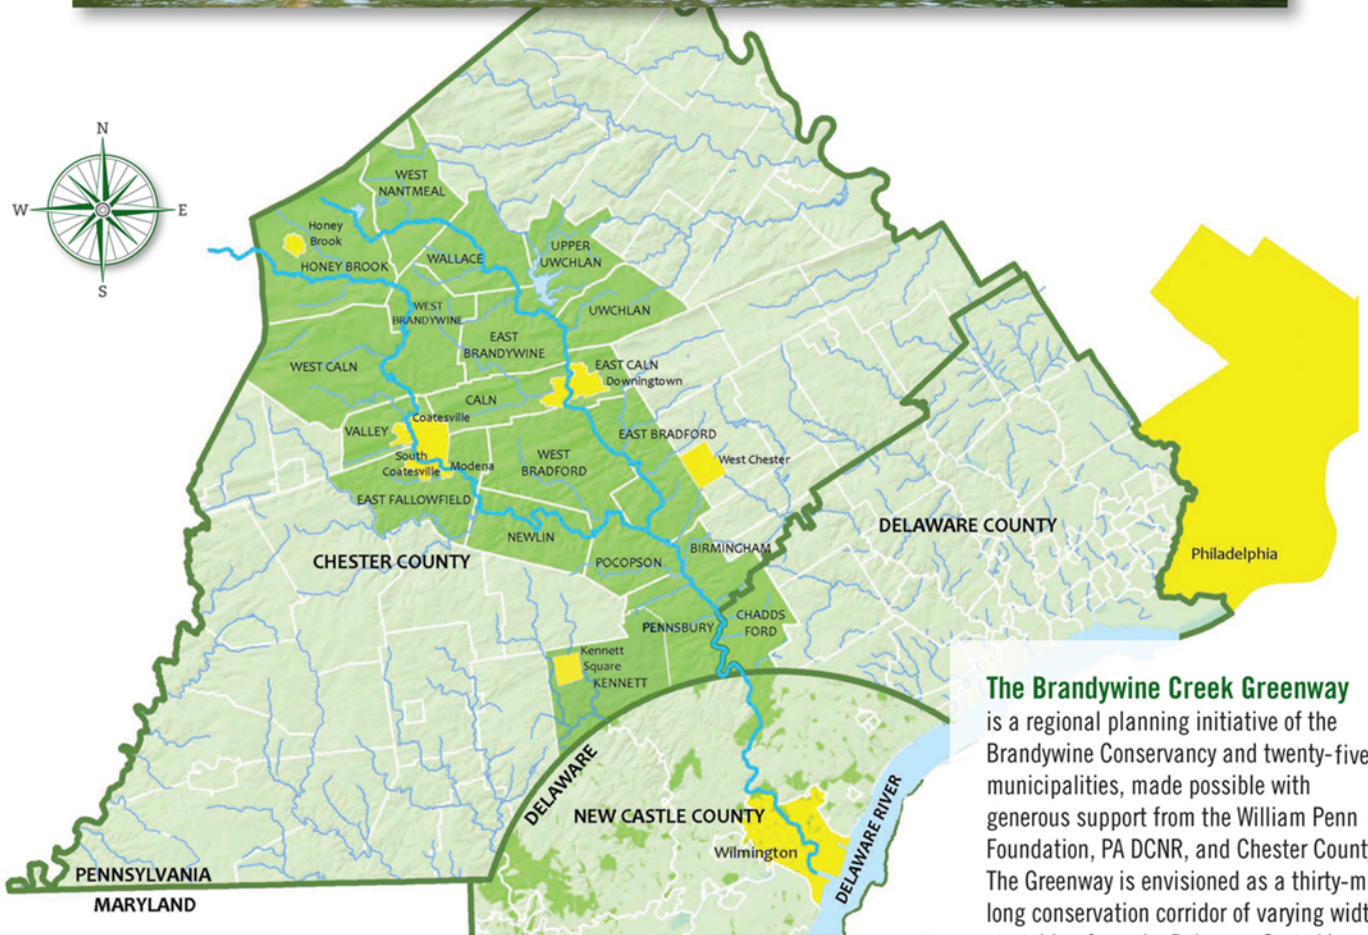 N
W
E
S
WEST
NANTMEAL
Honey
Brook
HONEY BROOK
WALLACE
UPPER
UWCHLAN
WEST
BRANDYWINE
UWCHLAN
EAST
BRANDYWINE
WEST CALN
EAST CALN
Downingtown
CALN
Coatesville
VALLEY
EAST BRADFORD
South
Coatesville
Modena
WEST
BRADFORD
West Chester
EAST FALLOWFIELD
DELAWARE COUNTY
NEWLIN
BIRMINGHAM
Philadelphia
CHESTER COUNTY
POCOPSON
CHADDS
FORD
PENNSBURY
Kennett
Square
KENNETT
DELAWARE
NEW CASTLE COUNTY
Wilmington
DELAWARE RIVER
PENNSYLVANIA
MARYLAND
The Brandywine Creek Greenway
is a regional planning initiative of the
Brandywine Conservancy and twenty-five
municipalities, made possible with
generous support from the William Penn
Foundation, PA DCNR, and Chester Count
The Greenway is envisioned as a thirty-m
long conservation corridor of varying widt